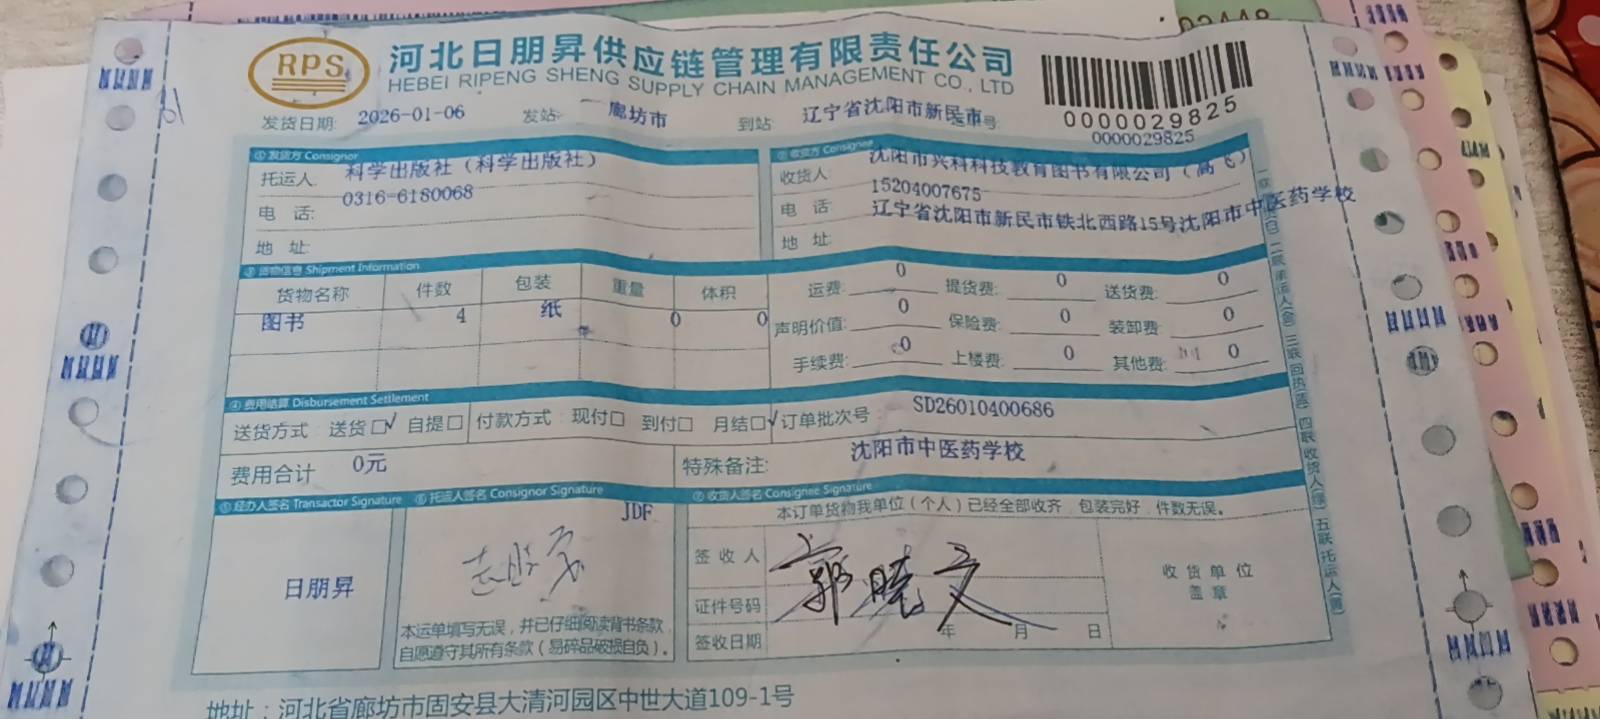 RPS
河北日朋昇供应链管理有限责任公司
HEBEI RIPENG SHENG SUPPLY CHAIN MANAGEMENT CO., LTD
0000029825
0000029825
发货日期: 2026-01-06 发站: 廊坊市 到站: 辽宁省沈阳市新民市
①发货方 Consignor
托运人: 科学出版社（科学出版社）
电 话: 0316-6180068
地 址:
②收货方 Consignee
收货人: 沈阳市兴科科技教育图书有限公司（高飞）
电 话: 15204007675
地 址: 辽宁省沈阳市新民市铁北西路15号沈阳市中医药学校
③货物信息 Shipment Information
货物名称 件数 包装 重量 体积
图书 4 纸 0 0
运费: 0 提货费: 0 送货费: 0
声明价值: 0 保险费: 0 装卸费: 0
手续费: 0 上楼费: 0 其他费: 0
④费用结算 Disbursement Settlement
送货方式: 送货□√ 自提□ 付款方式: 现付□ 到付□ 月结□√ 订单批次号: SD26010400686
费用合计 0元 特殊备注: 沈阳市中医药学校
⑤经办人签名 Transactor Signature
日朋昇
⑥托运人签名 Consignor Signature
JDF
本运单填写无误，并已仔细阅读背书条款，
自愿遵守其所有条款（易碎品破损自负）。
⑦收货人签名 Consignee Signature
本订单货物我单位（个人）已经全部收齐，包装完好，件数无误。
签 收 人 郭晓文
证件号码
签收日期 年 月 日
收 货 单 位
盖 章
地址：河北省廊坊市固安县大清河园区中世大道109-1号